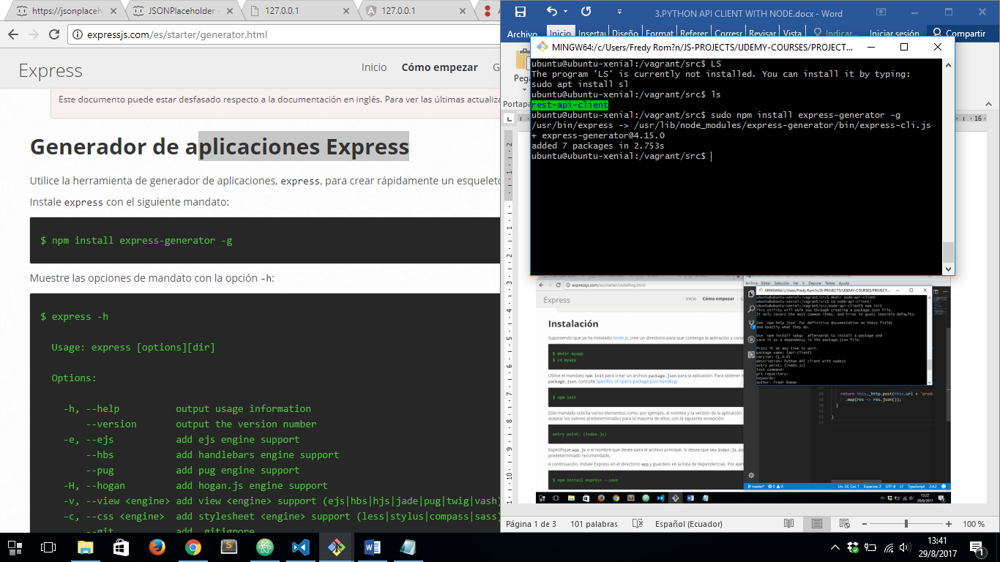 https://jsonplaceho
JSONPlaceholder -
127.0.0.1
127.0.0.1
expressjs.com/es/starter/generator.html
Express
Inicio
Cómo empezar
Este documento puede estar desfasado respecto a la documentación en inglés. Para ver las últimas actualiza
Generador de aplicaciones Express
Utilice la herramienta de generador de aplicaciones, express, para crear rápidamente un esqueleto
Instale express con el siguiente mandato:
$ npm install express-generator -g
Muestre las opciones de mandato con la opción -h:
$ express -h
Usage: express [options][dir]
Options:
-h, --help output usage information
--version output the version number
-e, --ejs add ejs engine support
--hbs add handlebars engine support
--pug add pug engine support
-H, --hogan add hogan.js engine support
-v, --view <engine> add view <engine> support (ejs|hbs|hjs|jade|pug|twig|vash)
-c, --css <engine> add stylesheet <engine> support (less|stylus|compass|sass)
--git add .gitignore
3.PYTHON API CLIENT WITH NODE.docx - Word
Archivo
Inicio
Insertar
Diseño
Format
Referer
Corresp
Revisar
Vista
Indicar...
Iniciar sesión
Compartir
MINGW64:/c/Users/Fredy Rom?n/JS-PROJECTS/UDEMY-COURSES/PROJECT...
ubuntu@ubuntu-xenial:/vagrant/src$ LS
The program 'LS' is currently not installed. You can install it by typing:
sudo apt install sl
ubuntu@ubuntu-xenial:/vagrant/src$ ls
rest-api-client
ubuntu@ubuntu-xenial:/vagrant/src$ sudo npm install express-generator -g
/usr/bin/express -> /usr/lib/node_modules/express-generator/bin/express-cli.js
+ express-generator@4.15.0
added 7 packages in 2.753s
ubuntu@ubuntu-xenial:/vagrant/src$
Pega
Portapa
16
expressjs.com/es/starter/installing.html
Express
Inicio
Cómo empezar
Instalación
Suponiendo que ya ha instalado Node.js, cree un directorio para que contenga la aplicación y conv
$ mkdir myapp
$ cd myapp
Utilice el mandato npm init para crear un archivo package.json para la aplicación. Para obtener m
package.json, consulte Specifics of npm's package.json handling.
$ npm init
Este mandato solicita varios elementos como, por ejemplo, el nombre y la versión de la aplicación.
aceptar los valores predeterminados para la mayoría de ellos, con la siguiente excepción:
entry point: (index.js)
Especifique app.js o el nombre que desee para el archivo principal. Si desea que sea index.js, pu
predeterminado recomendado.
A continuación, instale Express en el directorio app y guárdelo en la lista de dependencias. Por ejem
$ npm install express --save
Archivo Editar Selección Ver Ir Depurar Tareas Ayuda
MINGW64:/c/Users/Fredy Rom?n/JS-PROJECTS/UDEMY-COURSES/PROJECT...
ubuntu@ubuntu-xenial:/vagrant/src$ mkdir node-api-client
ubuntu@ubuntu-xenial:/vagrant/src$ cd node-api-client/
ubuntu@ubuntu-xenial:/vagrant/src/node-api-client$ npm init
This utility will walk you through creating a package.json file.
It only covers the most common items, and tries to guess sensible defaults.
See `npm help json` for definitive documentation on these fields
and exactly what they do.
Use `npm install <pkg>` afterwards to install a package and
save it as a dependency in the package.json file.
Press ^C at any time to quit.
package name: (api-client)
version: (1.0.0)
description: Python API client with nodejs
entry point: (index.js)
test command:
git repository:
keywords:
author: Fredy Roman
return this._http.post(this.url + 'produ
.map(res => res.json());
}
}
master*
Lín. 33, Col. 1
Espacios: 2
UTF-8
LF
TypeScript
2.4.2
13:22
29/8/2017
Página 1 de 3
101 palabras
Español (Ecuador)
100 %
13:41
29/8/2017
1